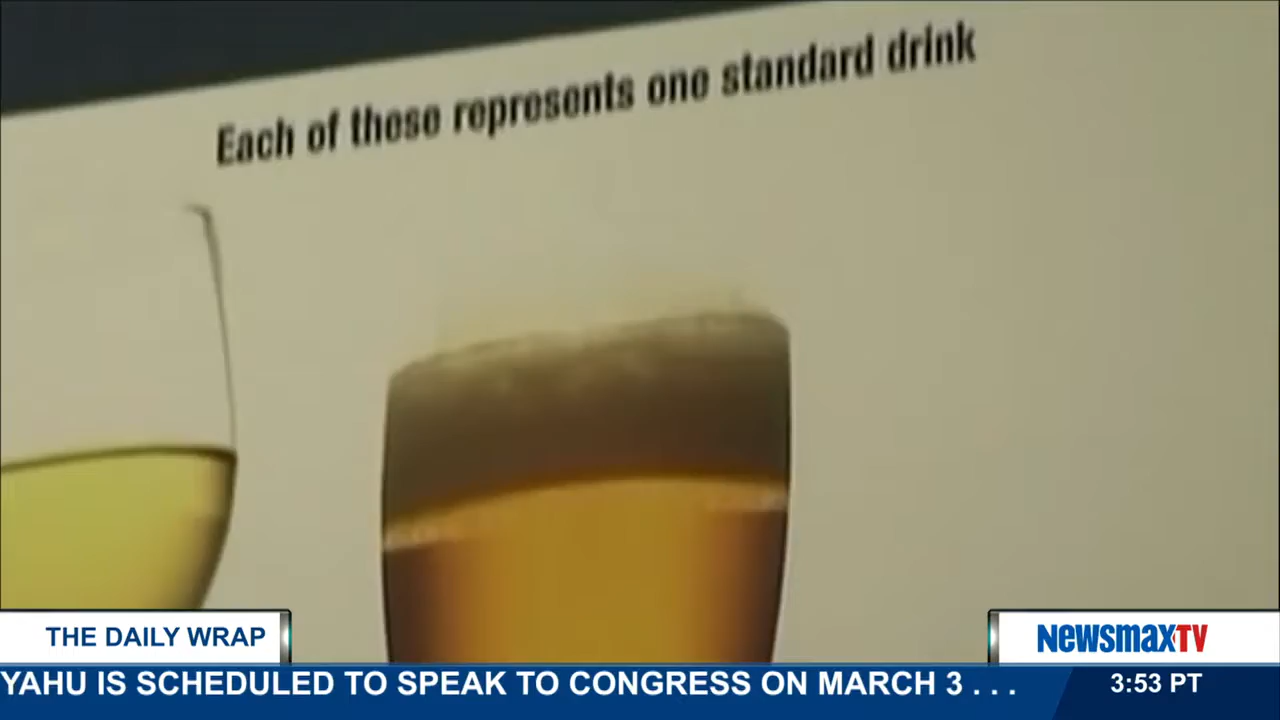 Each of these represents one standard drink
THE DAILY WRAP
NEWSMAXTV
YAHU IS SCHEDULED TO SPEAK TO CONGRESS ON MARCH 3 . . .
3:53 PT